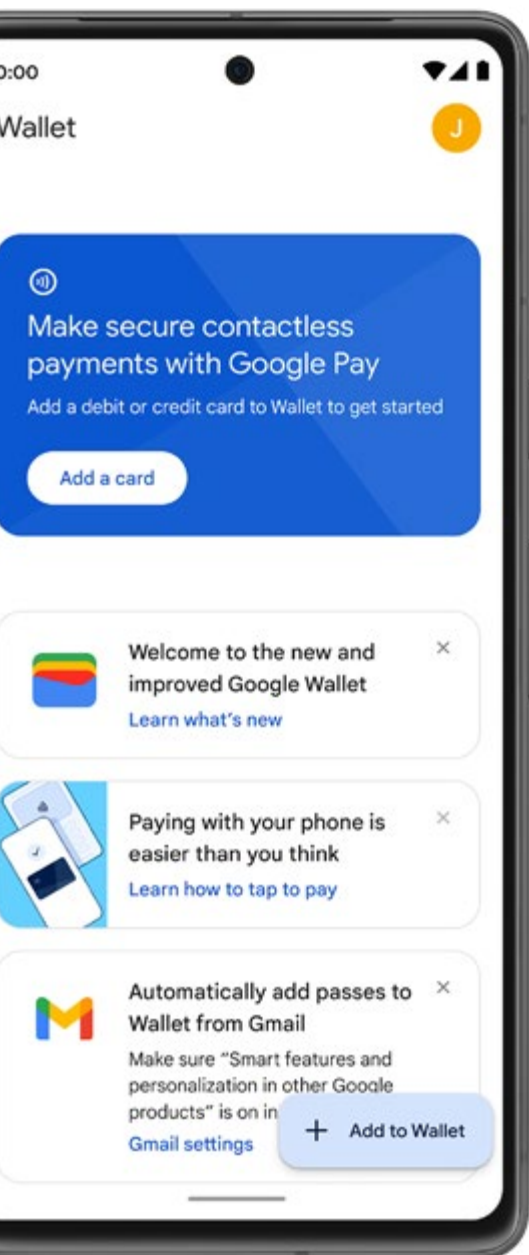 0:00
Wallet
J
Make secure contactless
payments with Google Pay
Add a debit or credit card to Wallet to get started
Add a card
Welcome to the new and
improved Google Wallet
Learn what's new
Paying with your phone is
easier than you think
Learn how to tap to pay
Automatically add passes to
Wallet from Gmail
Make sure “Smart features and
personalization in other Google
products” is on in
+ Add to Wallet
Gmail settings